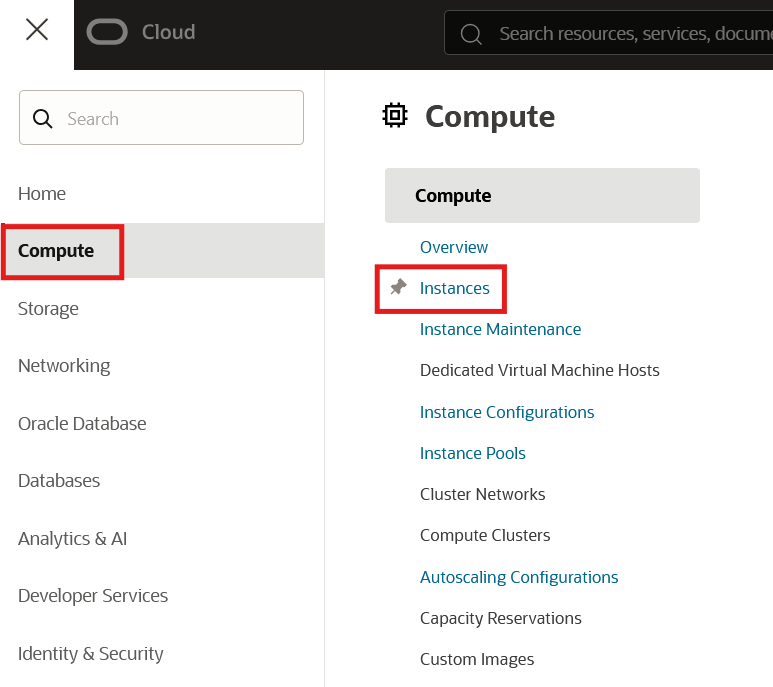 Cloud
Search resources, services, docum
Search
Home
Compute
Storage
Networking
Oracle Database
Databases
Analytics & AI
Developer Services
Identity & Security
Compute
Compute
Overview
Instances
Instance Maintenance
Dedicated Virtual Machine Hosts
Instance Configurations
Instance Pools
Cluster Networks
Compute Clusters
Autoscaling Configurations
Capacity Reservations
Custom Images